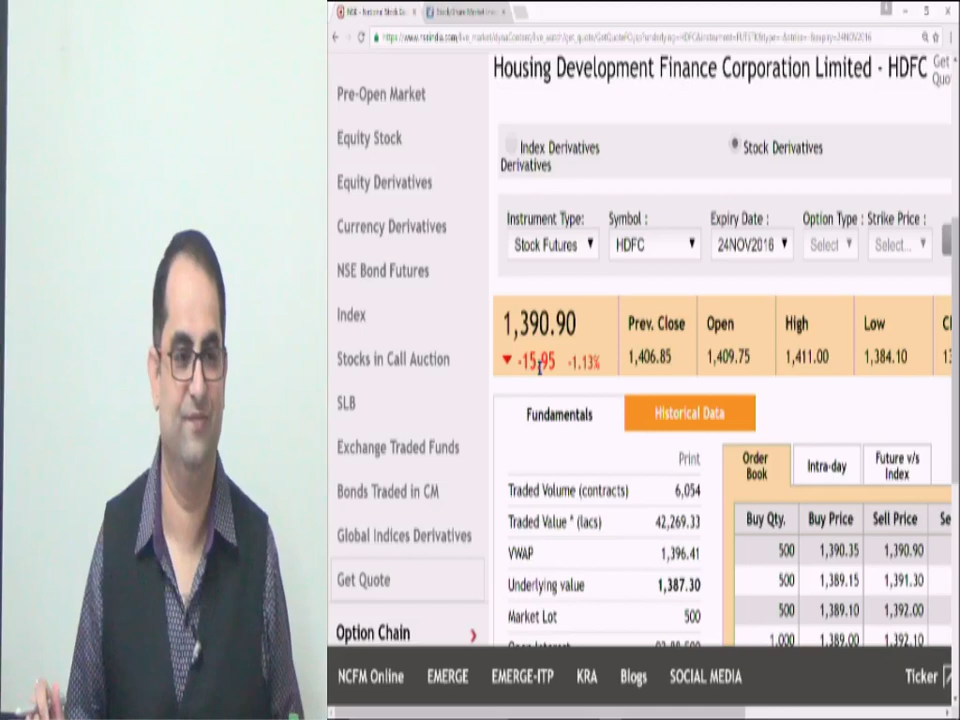 Housing Development Finance Corporation Limited - HDFC
Get
Quo
Pre-Open Market
Equity Stock
Equity Derivatives
Currency Derivatives
NSE Bond Futures
Index
Stocks in Call Auction
SLB
Exchange Traded Funds
Bonds Traded in CM
Global Indices Derivatives
Get Quote
Option Chain
Index Derivatives
Stock Derivatives
Derivatives
Instrument Type: Symbol : Expiry Date : Option Type : Strike Price :
Stock Futures HDFC 24NOV2016 Select Select...
1,390.90
-15.95 -1.13%
Prev. Close Open High Low
1,406.85 1,409.75 1,411.00 1,384.10
Fundamentals Historical Data
Print
Traded Volume (contracts) 6,054
Traded Value * (lacs) 42,269.33
VWAP 1,396.41
Underlying value 1,387.30
Market Lot 500
Order
Book
Intra-day
Future v/s
Index
Buy Qty. Buy Price Sell Price Se
500 1,390.35 1,390.90
500 1,389.15 1,391.30
500 1,389.10 1,392.00
1,000 1,389.00 1,392.10
NCFM Online EMERGE EMERGE-ITP KRA Blogs SOCIAL MEDIA Ticker